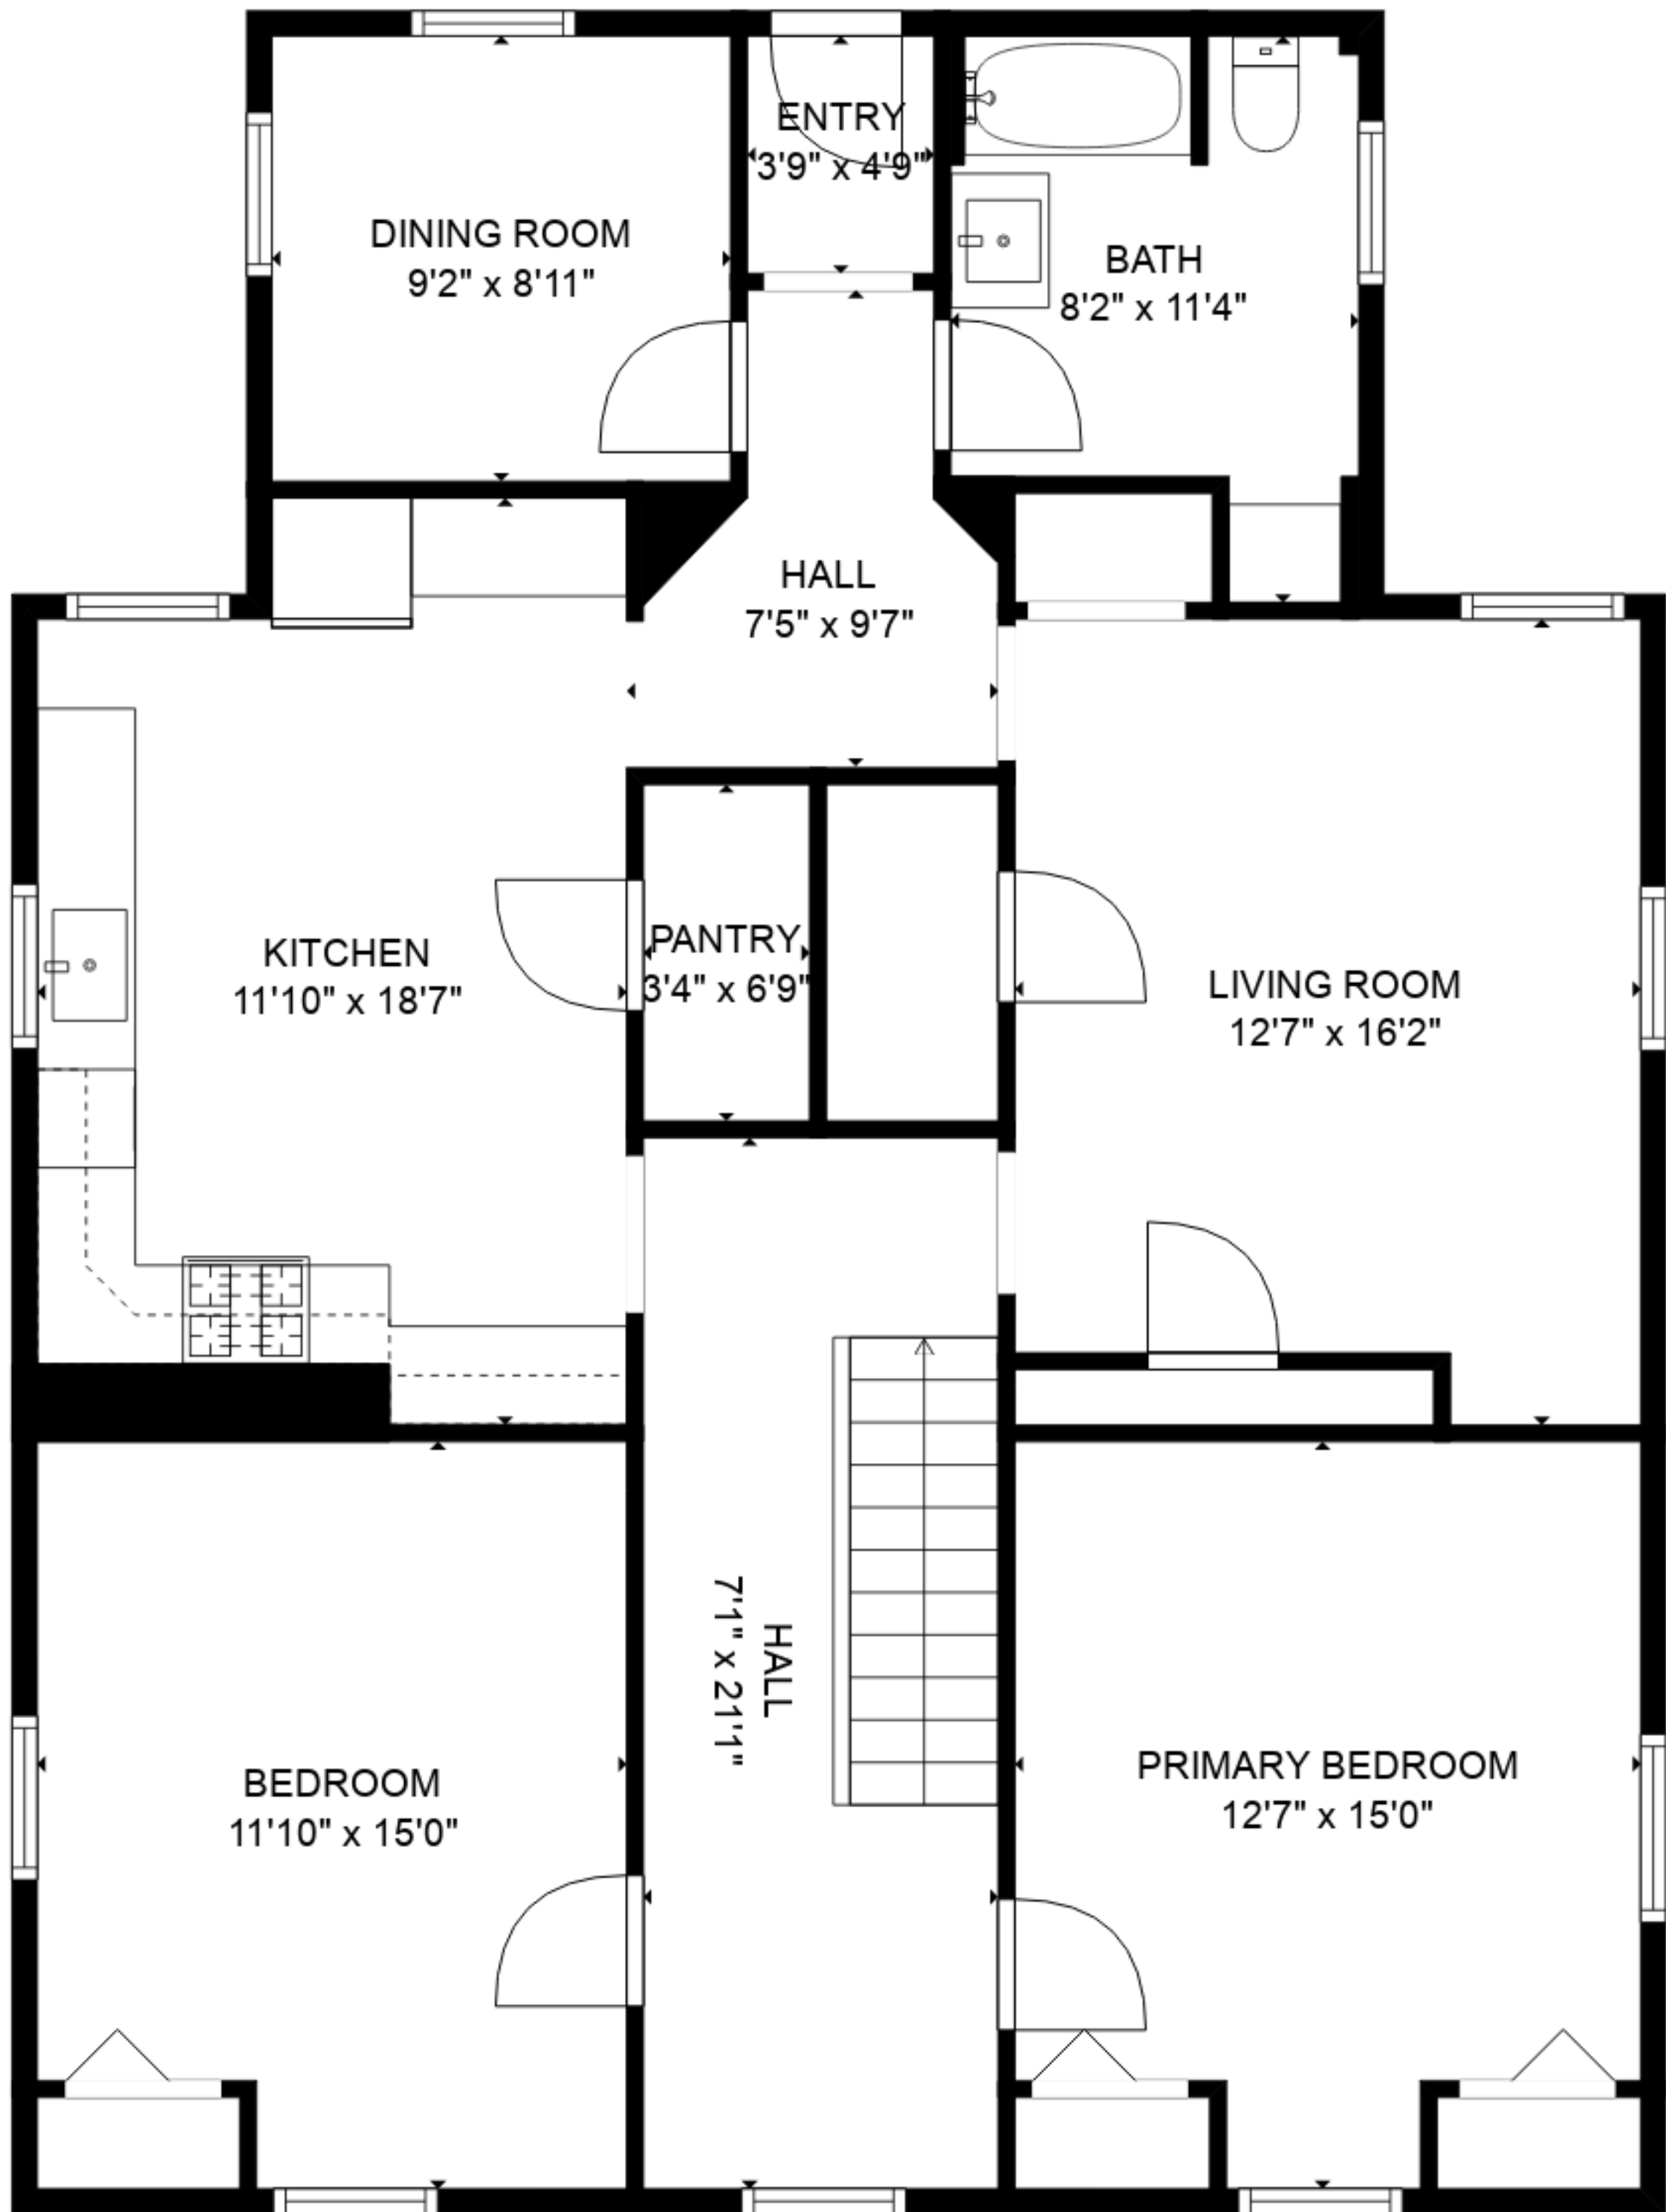 ENTRY
3'9" x 4'9"
DINING ROOM
9'2" x 8'11"
BATH
8'2" x 11'4"
HALL
7'5" x 9'7"
KITCHEN
11'10" x 18'7"
PANTRY
3'4" x 6'9"
LIVING ROOM
12'7" x 16'2"
HALL
7'1" x 21'1"
BEDROOM
11'10" x 15'0"
PRIMARY BEDROOM
12'7" x 15'0"